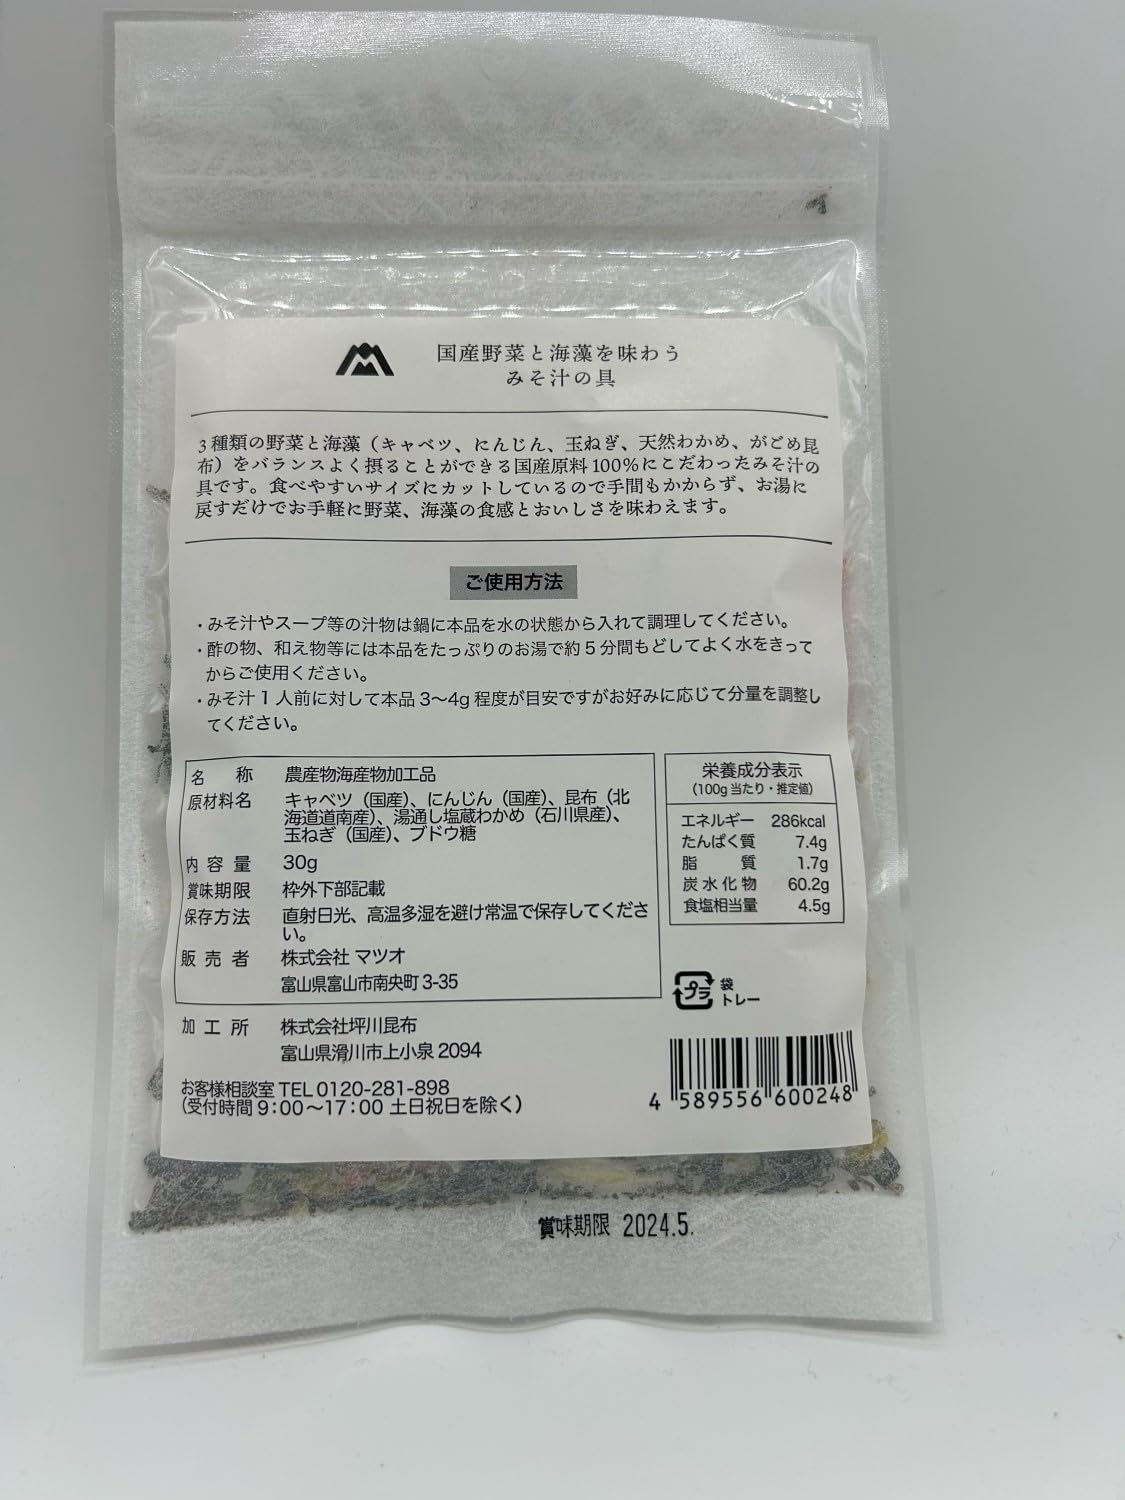 国産野菜と海藻を味わう
みそ汁の具
3種類の野菜と海藻（キャベツ、にんじん、玉ねぎ、天然わかめ、がごめ昆
布）をバランスよく摂ることができる国産原料100%にこだわったみそ汁の
具です。食べやすいサイズにカットしているので手間もかからず、お湯に
戻すだけでお手軽に野菜、海藻の食感とおいしさを味わえます。
ご使用方法
・みそ汁やスープ等の汁物は鍋に本品を水の状態から入れて調理してください。
・酢の物、和え物等には本品をたっぷりのお湯で約5分間もどしてよく水をきって
からご使用ください。
・みそ汁1人前に対して本品3〜4g程度が目安ですがお好みに応じて分量を調整し
てください。
名称 農産物海産物加工品
原材料名 キャベツ（国産）、にんじん（国産）、昆布（北
海道道南産）、湯通し塩蔵わかめ（石川県産）、
玉ねぎ（国産）、ブドウ糖
内容量 30g
賞味期限 枠外下部記載
保存方法 直射日光、高温多湿を避け常温で保存してくださ
い。
販売者 株式会社 マツオ
富山県富山市南央町3-35
栄養成分表示
（100g当たり・推定値）
エネルギー 286kcal
たんぱく質 7.4g
脂質 1.7g
炭水化物 60.2g
食塩相当量 4.5g
プラ
袋
トレー
加工所 株式会社坪川昆布
富山県滑川市上小泉2094
お客様相談室 TEL 0120-281-898
（受付時間 9:00〜17:00 土日祝日を除く）
4 589556 600248
賞味期限 2024.5.